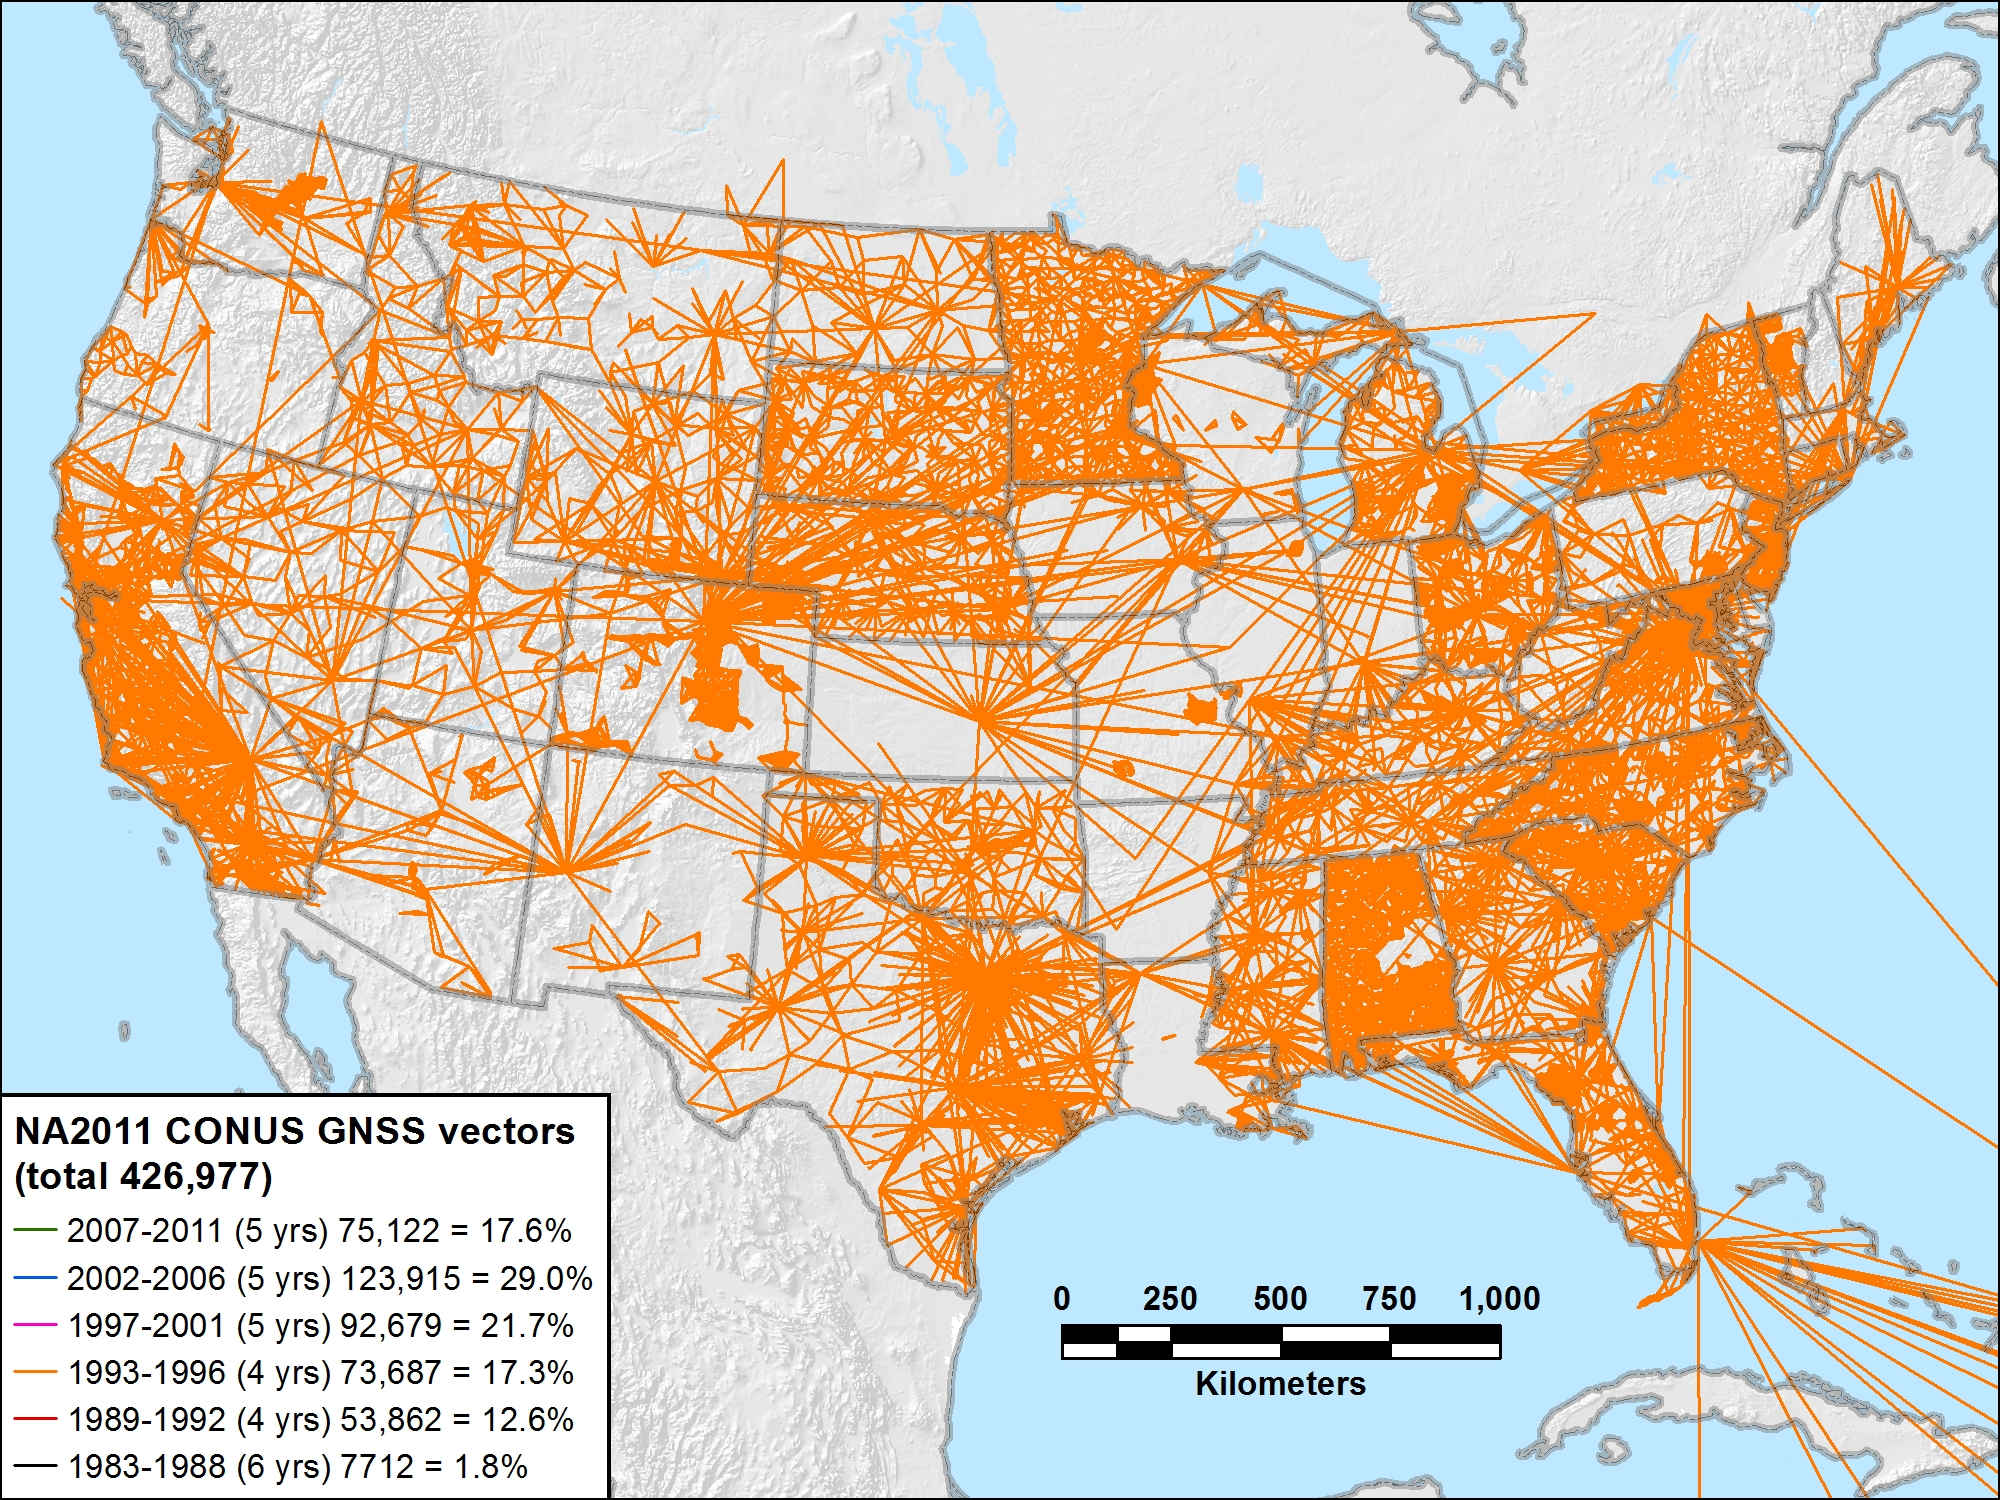 NA2011 CONUS GNSS vectors
(total 426,977)
2007-2011 (5 yrs) 75,122 = 17.6%
2002-2006 (5 yrs) 123,915 = 29.0%
1997-2001 (5 yrs) 92,679 = 21.7%
1993-1996 (4 yrs) 73,687 = 17.3%
1989-1992 (4 yrs) 53,862 = 12.6%
1983-1988 (6 yrs) 7712 = 1.8%
0 250 500 750 1,000
Kilometers